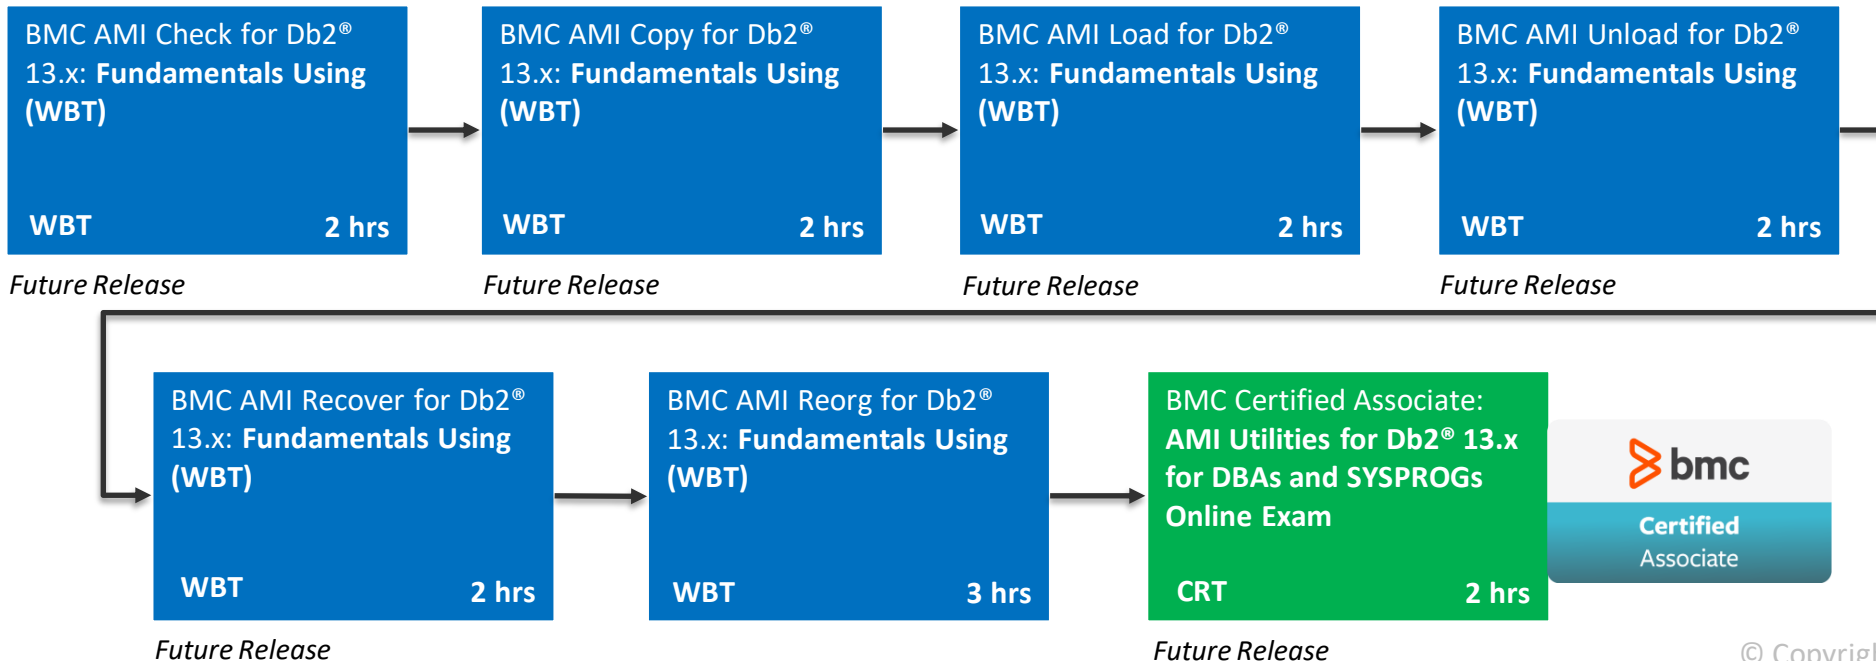 BMC AMI Check for Db2®
13.x: Fundamentals Using
(WBT)
WBT 2 hrs
Future Release
BMC AMI Copy for Db2®
13.x: Fundamentals Using
(WBT)
WBT 2 hrs
Future Release
BMC AMI Load for Db2®
13.x: Fundamentals Using
(WBT)
WBT 2 hrs
Future Release
BMC AMI Unload for Db2®
13.x: Fundamentals Using
(WBT)
WBT 2 hrs
Future Release
BMC AMI Recover for Db2®
13.x: Fundamentals Using
(WBT)
WBT 2 hrs
Future Release
BMC AMI Reorg for Db2®
13.x: Fundamentals Using
(WBT)
WBT 3 hrs
BMC Certified Associate:
AMI Utilities for Db2® 13.x
for DBAs and SYSPROGs
Online Exam
CRT 2 hrs
Future Release
bmc
Certified
Associate
©